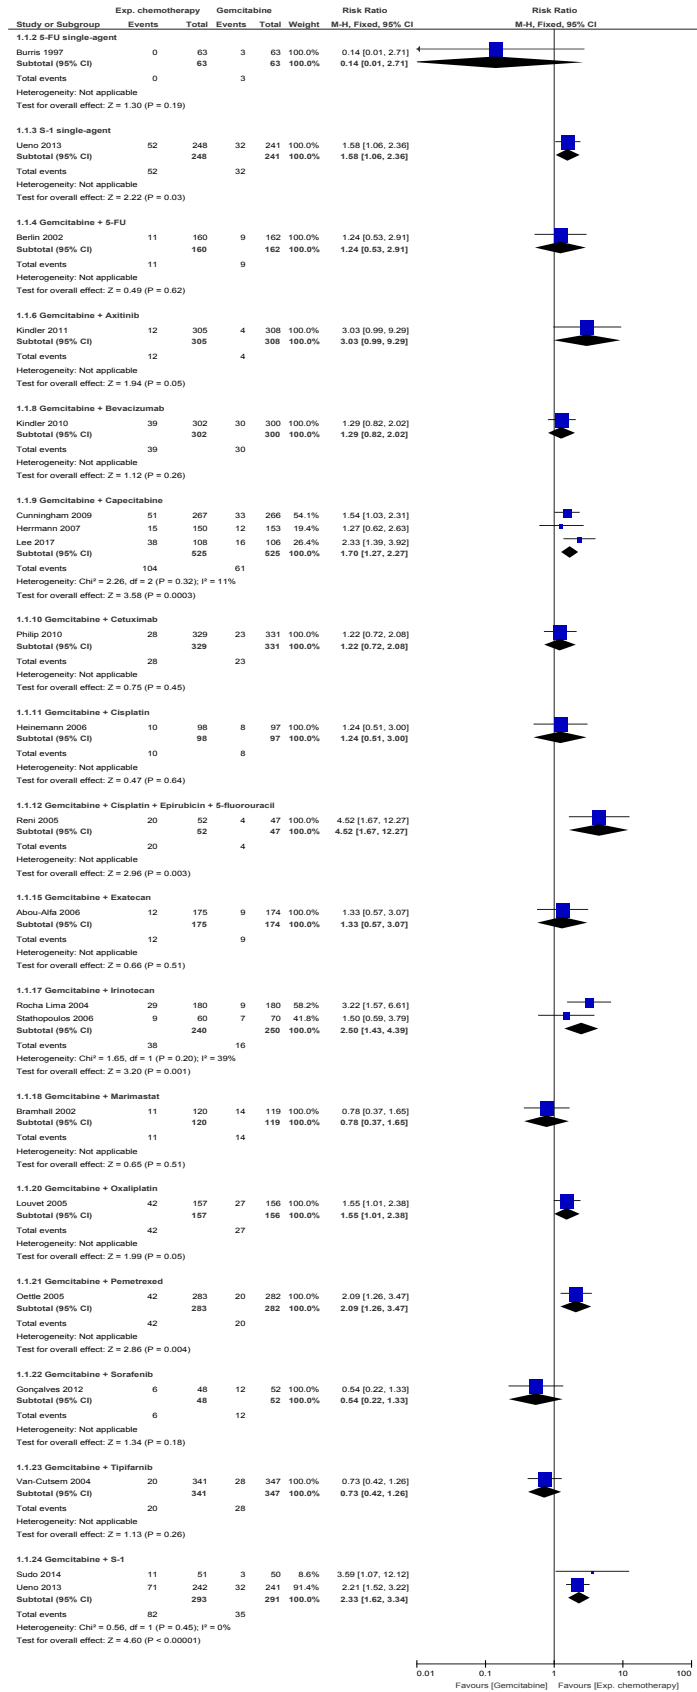 Exp. chemotherapy Gemcitabine Risk Ratio Risk Ratio
Study or Subgroup Events Total Events Total Weight M-H, Fixed, 95% CI M-H, Fixed, 95% CI
1.1.2 5-FU single-agent
Burris 1997 0 63 3 63 100.0% 0.14 [0.01, 2.71]
Subtotal (95% CI) 63 63 100.0% 0.14 [0.01, 2.71]
Total events 0 3
Heterogeneity: Not applicable
Test for overall effect: Z = 1.30 (P = 0.19)
1.1.3 S-1 single-agent
Ueno 2013 52 248 32 241 100.0% 1.58 [1.06, 2.36]
Subtotal (95% CI) 248 241 100.0% 1.58 [1.06, 2.36]
Total events 52 32
Heterogeneity: Not applicable
Test for overall effect: Z = 2.22 (P = 0.03)
1.1.4 Gemcitabine + 5-FU
Berlin 2002 11 160 9 162 100.0% 1.24 [0.53, 2.91]
Subtotal (95% CI) 160 162 100.0% 1.24 [0.53, 2.91]
Total events 11 9
Heterogeneity: Not applicable
Test for overall effect: Z = 0.49 (P = 0.62)
1.1.6 Gemcitabine + Axitinib
Kindler 2011 12 305 4 308 100.0% 3.03 [0.99, 9.29]
Subtotal (95% CI) 305 308 100.0% 3.03 [0.99, 9.29]
Total events 12 4
Heterogeneity: Not applicable
Test for overall effect: Z = 1.94 (P = 0.05)
1.1.8 Gemcitabine + Bevacizumab
Kindler 2010 39 302 30 300 100.0% 1.29 [0.82, 2.02]
Subtotal (95% CI) 302 300 100.0% 1.29 [0.82, 2.02]
Total events 39 30
Heterogeneity: Not applicable
Test for overall effect: Z = 1.12 (P = 0.26)
1.1.9 Gemcitabine + Capecitabine
Cunningham 2009 51 267 33 266 54.1% 1.54 [1.03, 2.31]
Herrmann 2007 15 150 12 153 19.4% 1.27 [0.62, 2.63]
Lee 2017 38 108 16 106 26.4% 2.33 [1.39, 3.92]
Subtotal (95% CI) 525 525 100.0% 1.70 [1.27, 2.27]
Total events 104 61
Heterogeneity: Chi² = 2.26, df = 2 (P = 0.32); I² = 11%
Test for overall effect: Z = 3.58 (P = 0.0003)
1.1.10 Gemcitabine + Cetuximab
Philip 2010 28 329 23 331 100.0% 1.22 [0.72, 2.08]
Subtotal (95% CI) 329 331 100.0% 1.22 [0.72, 2.08]
Total events 28 23
Heterogeneity: Not applicable
Test for overall effect: Z = 0.75 (P = 0.45)
1.1.11 Gemcitabine + Cisplatin
Heinemann 2006 10 98 8 97 100.0% 1.24 [0.51, 3.00]
Subtotal (95% CI) 98 97 100.0% 1.24 [0.51, 3.00]
Total events 10 8
Heterogeneity: Not applicable
Test for overall effect: Z = 0.47 (P = 0.64)
1.1.12 Gemcitabine + Cisplatin + Epirubicin + 5-fluorouracil
Reni 2005 20 52 4 47 100.0% 4.52 [1.67, 12.27]
Subtotal (95% CI) 52 47 100.0% 4.52 [1.67, 12.27]
Total events 20 4
Heterogeneity: Not applicable
Test for overall effect: Z = 2.96 (P = 0.003)
1.1.15 Gemcitabine + Exatecan
Abou-Alfa 2006 12 175 9 174 100.0% 1.33 [0.57, 3.07]
Subtotal (95% CI) 175 174 100.0% 1.33 [0.57, 3.07]
Total events 12 9
Heterogeneity: Not applicable
Test for overall effect: Z = 0.66 (P = 0.51)
1.1.17 Gemcitabine + Irinotecan
Rocha Lima 2004 29 180 9 180 58.2% 3.22 [1.57, 6.61]
Stathopoulos 2006 9 60 7 70 41.8% 1.50 [0.59, 3.79]
Subtotal (95% CI) 240 250 100.0% 2.50 [1.43, 4.39]
Total events 38 16
Heterogeneity: Chi² = 1.65, df = 1 (P = 0.20); I² = 39%
Test for overall effect: Z = 3.20 (P = 0.001)
1.1.18 Gemcitabine + Marimastat
Bramhall 2002 11 120 14 119 100.0% 0.78 [0.37, 1.65]
Subtotal (95% CI) 120 119 100.0% 0.78 [0.37, 1.65]
Total events 11 14
Heterogeneity: Not applicable
Test for overall effect: Z = 0.65 (P = 0.51)
1.1.20 Gemcitabine + Oxaliplatin
Louvet 2005 42 157 27 156 100.0% 1.55 [1.01, 2.38]
Subtotal (95% CI) 157 156 100.0% 1.55 [1.01, 2.38]
Total events 42 27
Heterogeneity: Not applicable
Test for overall effect: Z = 1.99 (P = 0.05)
1.1.21 Gemcitabine + Pemetrexed
Oettle 2005 42 283 20 282 100.0% 2.09 [1.26, 3.47]
Subtotal (95% CI) 283 282 100.0% 2.09 [1.26, 3.47]
Total events 42 20
Heterogeneity: Not applicable
Test for overall effect: Z = 2.86 (P = 0.004)
1.1.22 Gemcitabine + Sorafenib
Gonçalves 2012 6 48 12 52 100.0% 0.54 [0.22, 1.33]
Subtotal (95% CI) 48 52 100.0% 0.54 [0.22, 1.33]
Total events 6 12
Heterogeneity: Not applicable
Test for overall effect: Z = 1.34 (P = 0.18)
1.1.23 Gemcitabine + Tipifarnib
Van-Cutsem 2004 20 341 28 347 100.0% 0.73 [0.42, 1.26]
Subtotal (95% CI) 341 347 100.0% 0.73 [0.42, 1.26]
Total events 20 28
Heterogeneity: Not applicable
Test for overall effect: Z = 1.13 (P = 0.26)
1.1.24 Gemcitabine + S-1
Sudo 2014 11 51 3 50 8.6% 3.59 [1.07, 12.12]
Ueno 2013 71 242 32 241 91.4% 2.21 [1.52, 3.22]
Subtotal (95% CI) 293 291 100.0% 2.33 [1.62, 3.34]
Total events 82 35
Heterogeneity: Chi² = 0.56, df = 1 (P = 0.45); I² = 0%
Test for overall effect: Z = 4.60 (P < 0.00001)
0.01 0.1 1 10 100
Favours [Gemcitabine] Favours [Exp. chemotherapy]